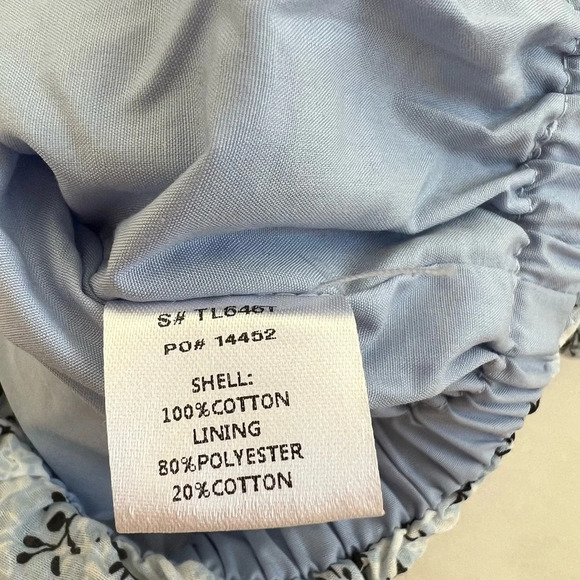 S#
PO# 14452
SHELL:
100%COTTON
LINING
80%POLYESTER
20%COTTON